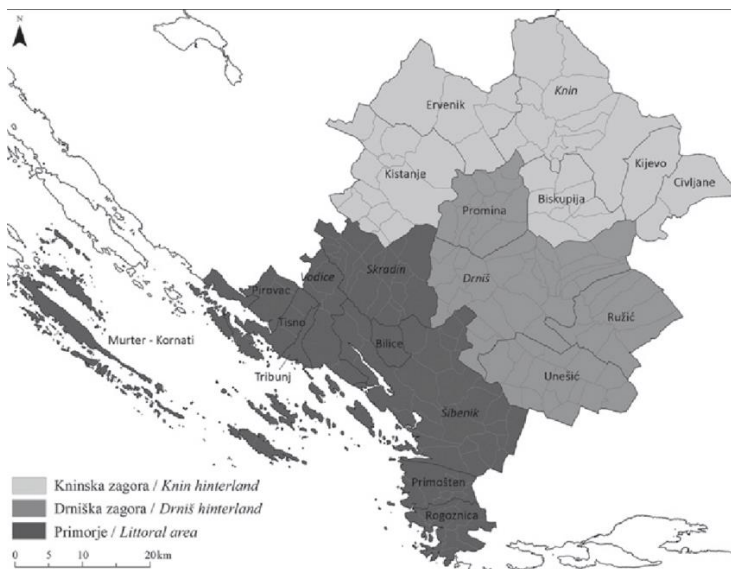 N
Knin
Ervenik
Kistanje
Kijevo
Civljane
Biskupija
Promina
Drniš
Skradin
Vodice
Pirovac
Ružić
Tisno
Murter - Kornati
Bilice
Tribunj
Unešić
Šibenik
Primošten
Rogoznica
Kninska zagora / Knin hinterland
Drniška zagora / Drniš hinterland
Primorje / Littoral area
0 5 10 20km